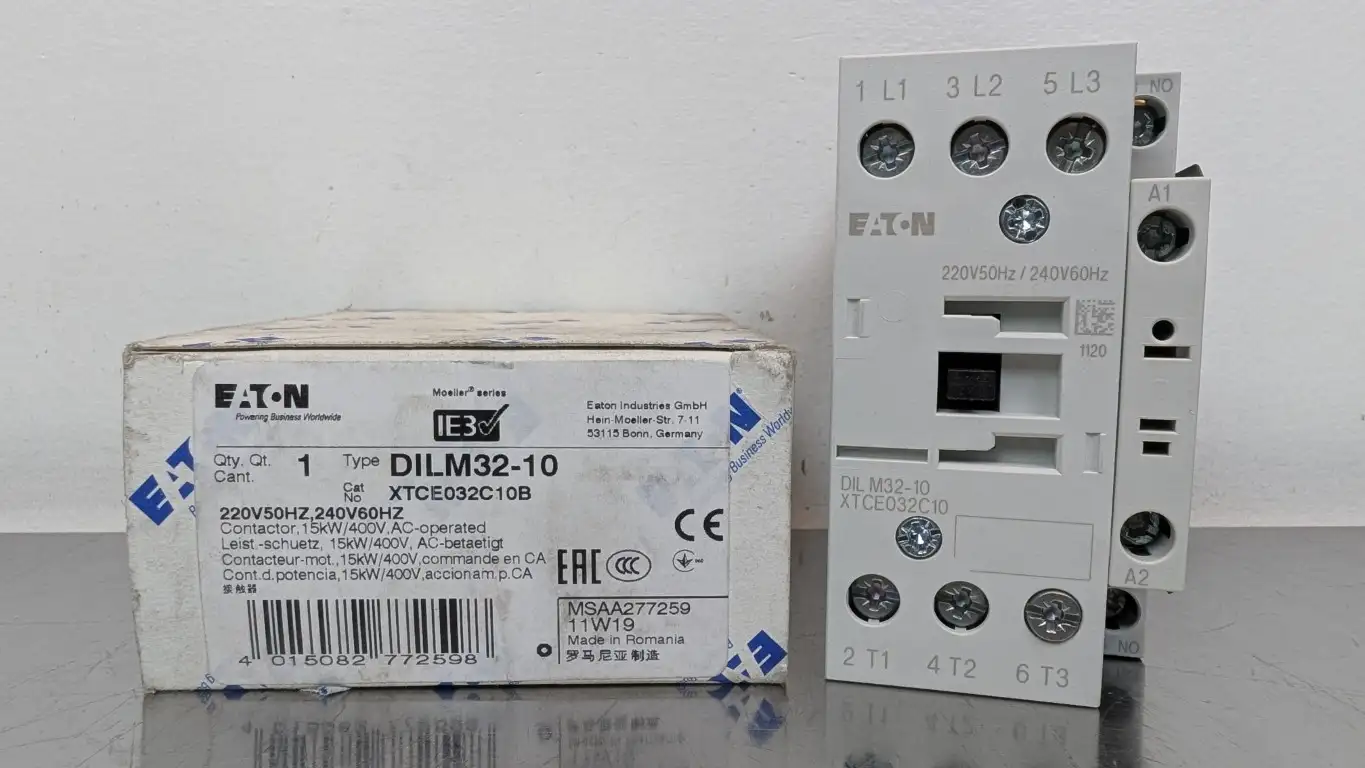 EATON
Powering Business Worldwide
Moeller® series
IE3
Eaton Industries GmbH
Hein-Moeller-Str. 7-11
53115 Bonn, Germany
Qty. Qt.
Cant.
1
Type DILM32-10
Cat
No
XTCE032C10B
220V50HZ,240V60HZ
Contactor,15kW/400V,AC-operated
Leist.-schuetz, 15kW/400V, AC-betaetigt
Contacteur-mot.,15kW/400V,commande en CA
Cont.d.potencia,15kW/400V,accionam.p.CA
接触器
CE
EAC
CCC
4 015082 772598
MSAA277259
11W19
Made in Romania
罗马尼亚制造
Business Worldw
1 L1 3 L2 5 L3
NO
EATON
A1
220V50Hz / 240V60Hz
1120
DIL M32-10
XTCE032C10
A2
2 T1 4 T2 6 T3
NO